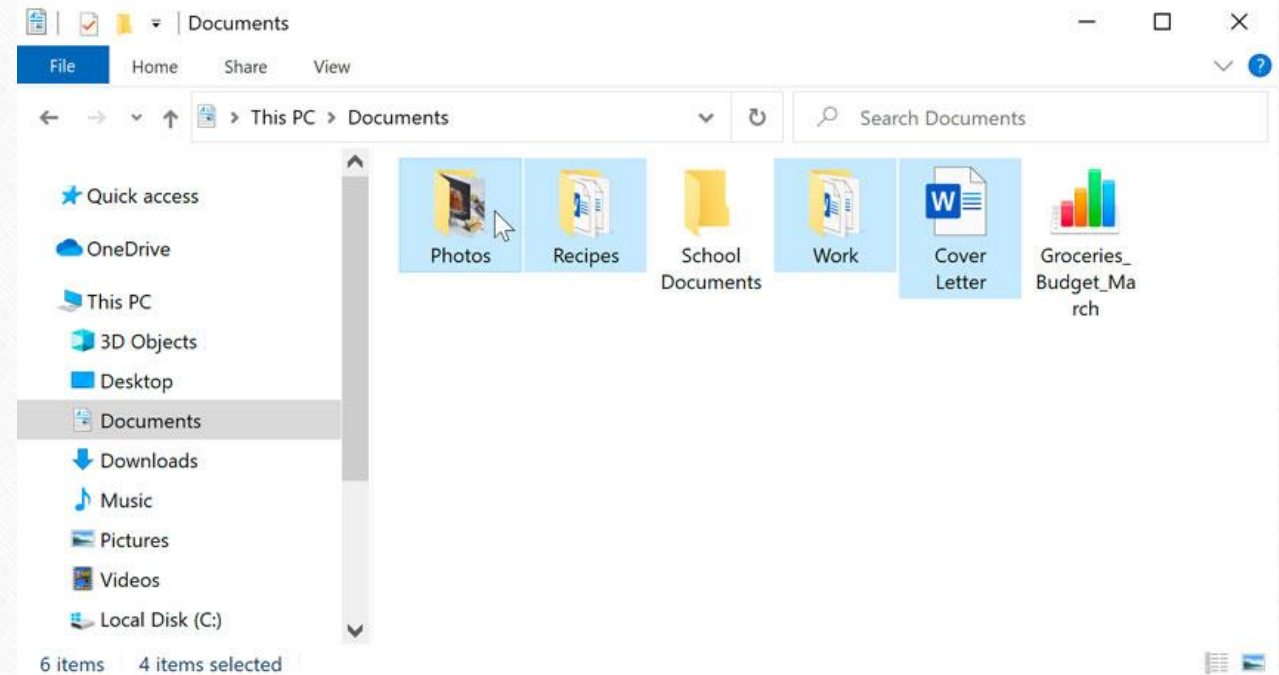 Documents
File Home Share View
This PC > Documents
Search Documents
Quick access
OneDrive
This PC
3D Objects
Desktop
Documents
Downloads
Music
Pictures
Videos
Local Disk (C:)
Photos
Recipes
School
Documents
Work
Cover
Letter
Groceries_
Budget_Ma
rch
6 items 4 items selected